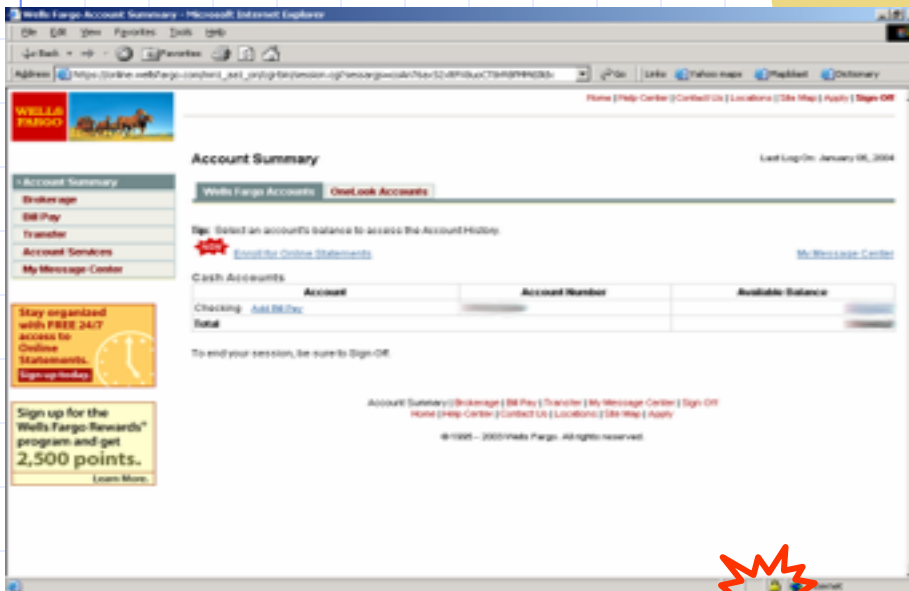 Wells Fargo Account Summary - Microsoft Internet Explorer
File Edit View Favorites Tools Help
Back Favorites
Address Go Links Yahoo maps MapBlast Dictionary
Home | Help Center | Contact Us | Locations | Site Map | Apply | Sign Off
WELLS
FARGO
Account Summary
Last Log On: January 06, 2004
Account Summary
Brokerage
Bill Pay
Transfer
Account Services
My Message Center
Wells Fargo Accounts OneLook Accounts
Tip: Select an account's balance to access the Account History.
NEW Enroll for Online Statements My Message Center
Cash Accounts
Account Account Number Available Balance
Checking Add Bill Pay
Total
To end your session, be sure to Sign Off.
Stay organized
with FREE 24/7
access to
Online
Statements.
Sign up today.
Sign up for the
Wells Fargo Rewards®
program and get
2,500 points.
Learn More.
Account Summary | Brokerage | Bill Pay | Transfer | My Message Center | Sign Off
Home | Help Center | Contact Us | Locations | Site Map | Apply
© 1995 - 2003 Wells Fargo. All rights reserved.